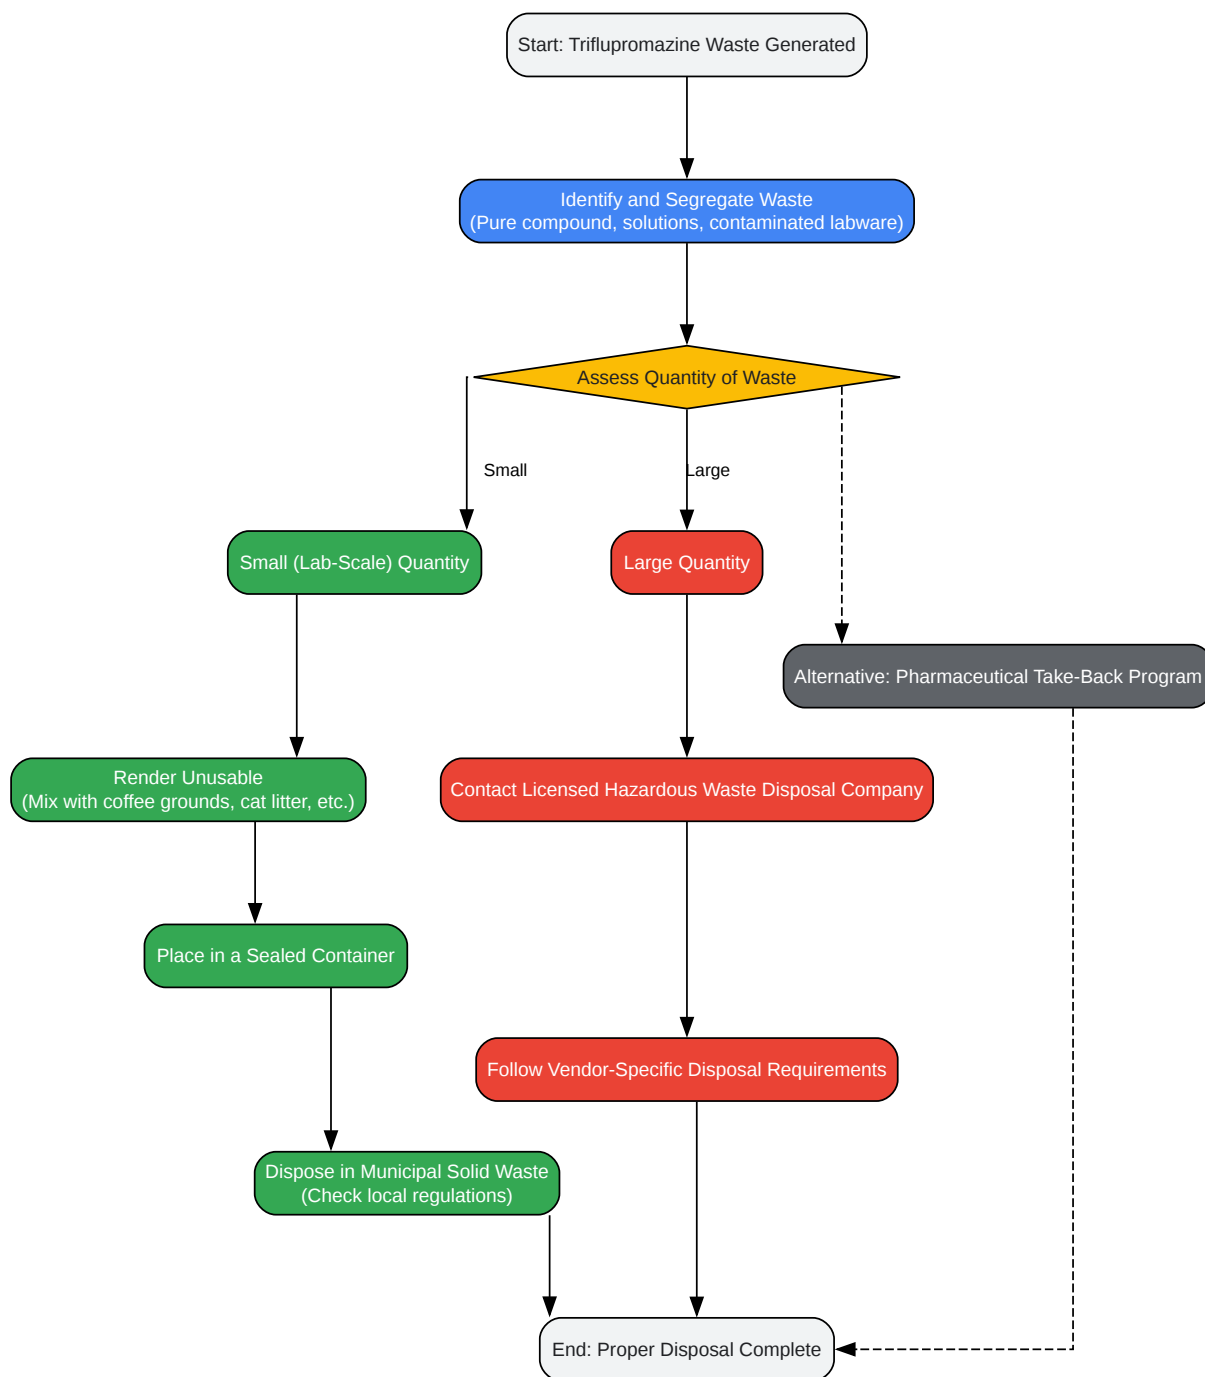 Start: Triflupromazine Waste Generated
Identify and Segregate Waste
(Pure compound, solutions, contaminated labware)
Assess Quantity of Waste
Small
Large
Small (Lab-Scale) Quantity
Large Quantity
Alternative: Pharmaceutical Take-Back Program
Render Unusable
(Mix with coffee grounds, cat litter, etc.)
Contact Licensed Hazardous Waste Disposal Company
Place in a Sealed Container
Follow Vendor-Specific Disposal Requirements
Dispose in Municipal Solid Waste
(Check local regulations)
End: Proper Disposal Complete